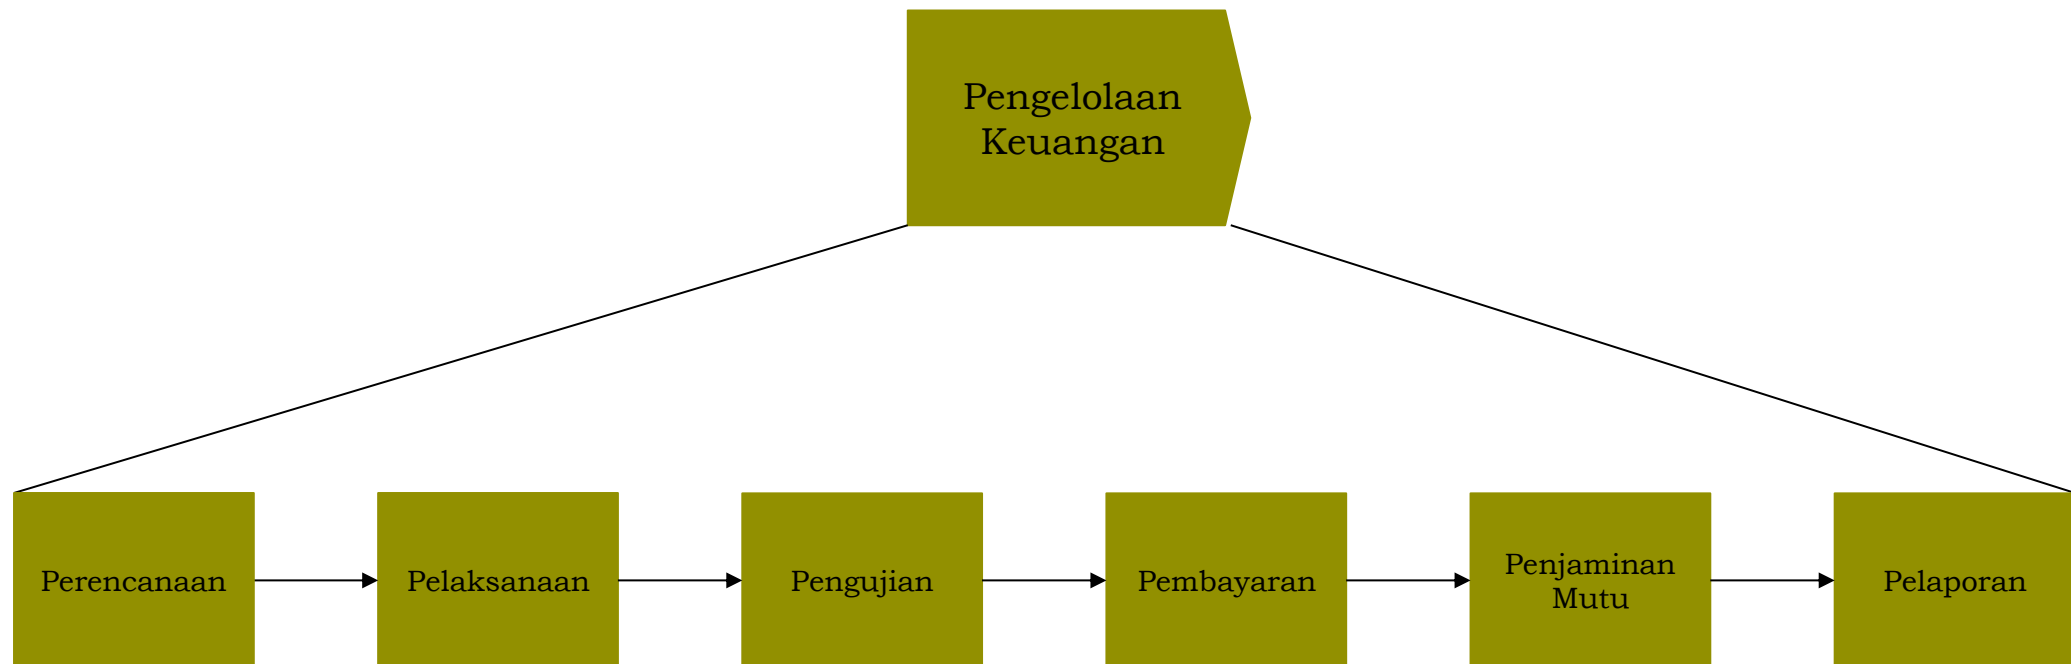 Pengelolaan
Keuangan
Perencanaan
Pelaksanaan
Pengujian
Pembayaran
Penjaminan
Mutu
Pelaporan